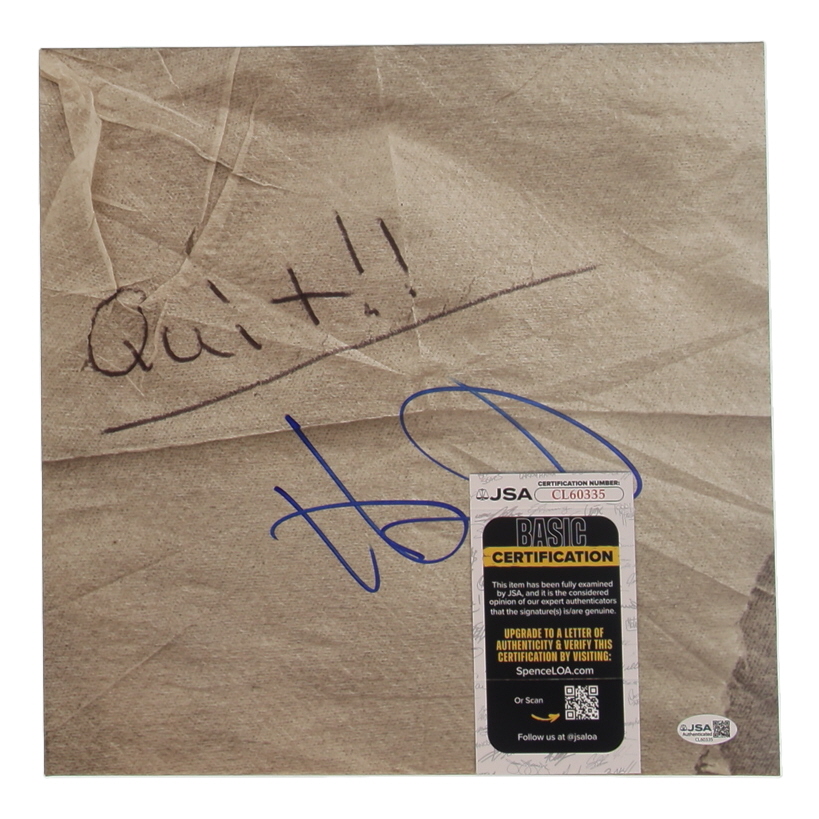 Quit!!
CERTIFICATION NUMBER:
JSA CL60335
BASIC
CERTIFICATION
This item has been fully examined
by JSA, and it is the considered
opinion of our expert authenticators
that the signature(s) is/are genuine.
UPGRADE TO A LETTER OF
AUTHENTICITY & VERIFY THIS
CERTIFICATION BY VISITING:
SpenceLOA.com
Or Scan
Follow us at @jsaloa
JSA
Authenticated
CL60335